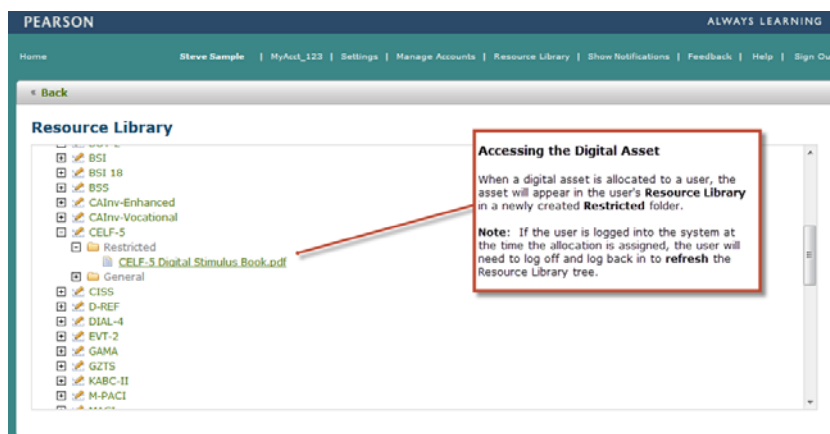 PEARSON
ALWAYS LEARNING
Home Steve Sample | MyAcct_123 | Settings | Manage Accounts | Resource Library | Show Notifications | Feedback | Help | Sign Ou
« Back
Resource Library
BSI
BSI 18
BSS
CAInv-Enhanced
CAInv-Vocational
CELF-5
Restricted
CELF-5 Digital Stimulus Book.pdf
General
CISS
D-REF
DIAL-4
EVT-2
GAMA
GZTS
KABC-II
M-PACI
Accessing the Digital Asset
When a digital asset is allocated to a user, the
asset will appear in the user's Resource Library
in a newly created Restricted folder.
Note: If the user is logged into the system at
the time the allocation is assigned, the user will
need to log off and log back in to refresh the
Resource Library tree.